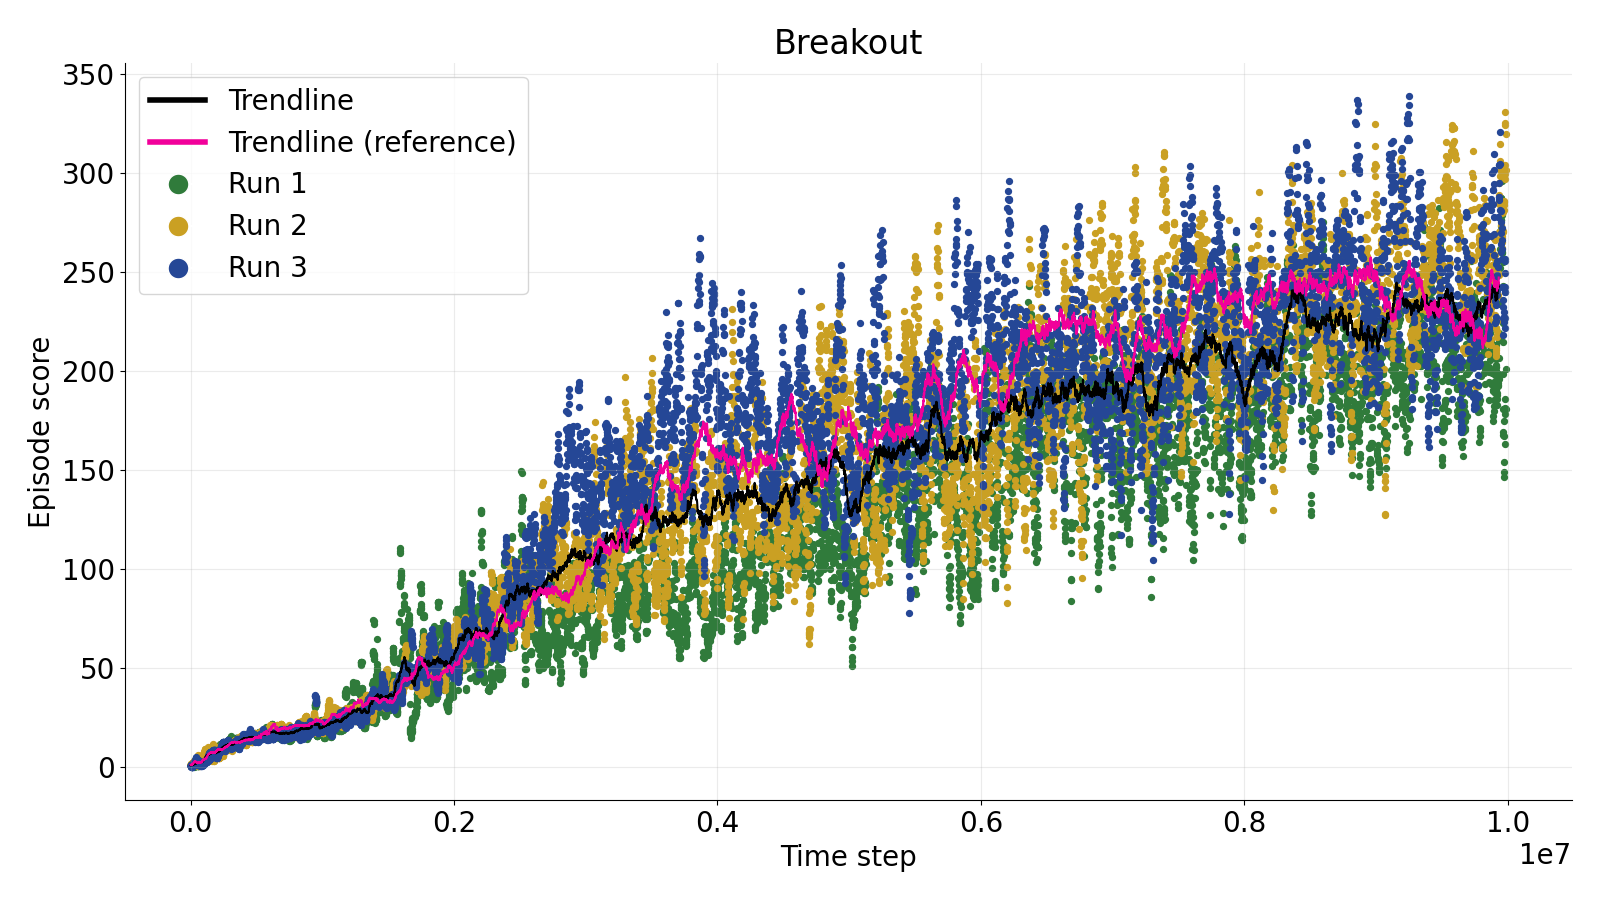 Breakout
350
300
250
200
150
100
50
0
Episode score
Trendline
Trendline (reference)
Run 1
Run 2
Run 3
0.0 0.2 0.4 0.6 0.8 1.0
1e7
Time step